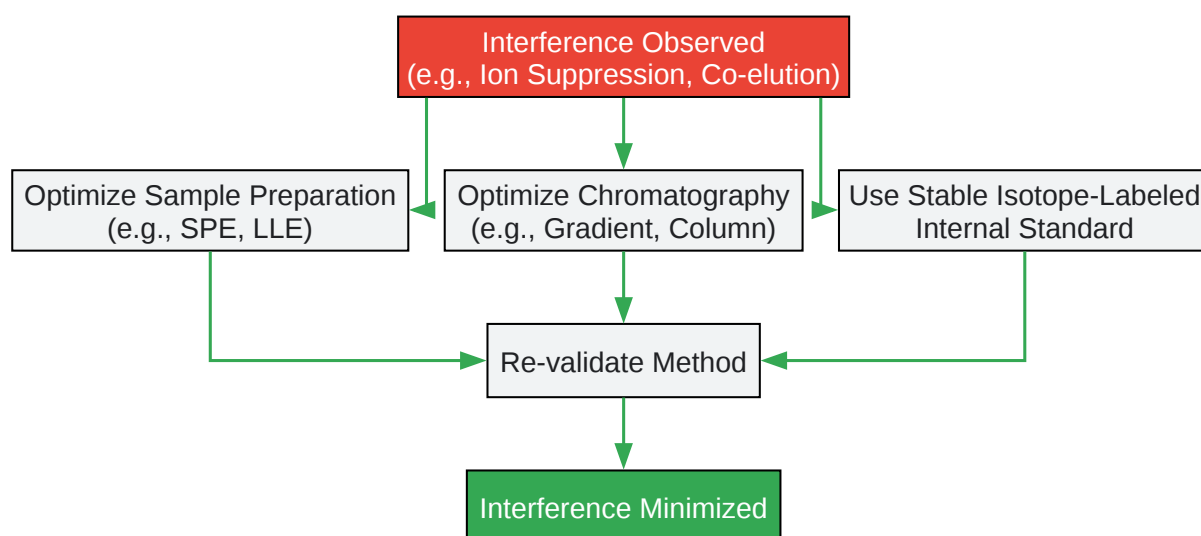 Interference Observed
(e.g., Ion Suppression, Co-elution)
Optimize Sample Preparation
(e.g., SPE, LLE)
Optimize Chromatography
(e.g., Gradient, Column)
Use Stable Isotope-Labeled
Internal Standard
Re-validate Method
Interference Minimized